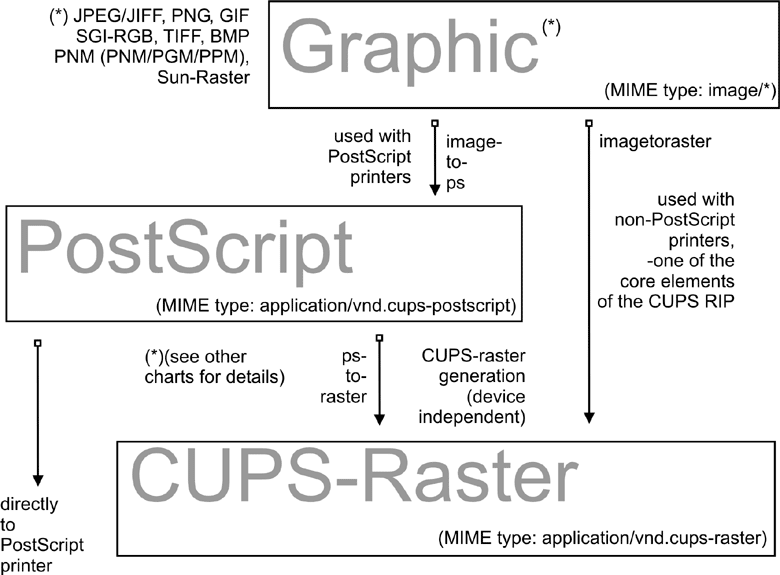 (*) JPEG/JIFF, PNG, GIF
SGI-RGB, TIFF, BMP
PNM (PNM/PGM/PPM),
Sun-Raster
Graphic(*)
(MIME type: image/*)
used with
PostScript
printers
image-
to-
ps
imagetoraster
used with
non-PostScript
printers,
-one of the
core elements
of the CUPS RIP
PostScript
(MIME type: application/vnd.cups-postscript)
(*)(see other
charts for details)
ps-
to-
raster
CUPS-raster
generation
(device
independent)
directly
to
PostScript
printer
CUPS-Raster
(MIME type: application/vnd.cups-raster)